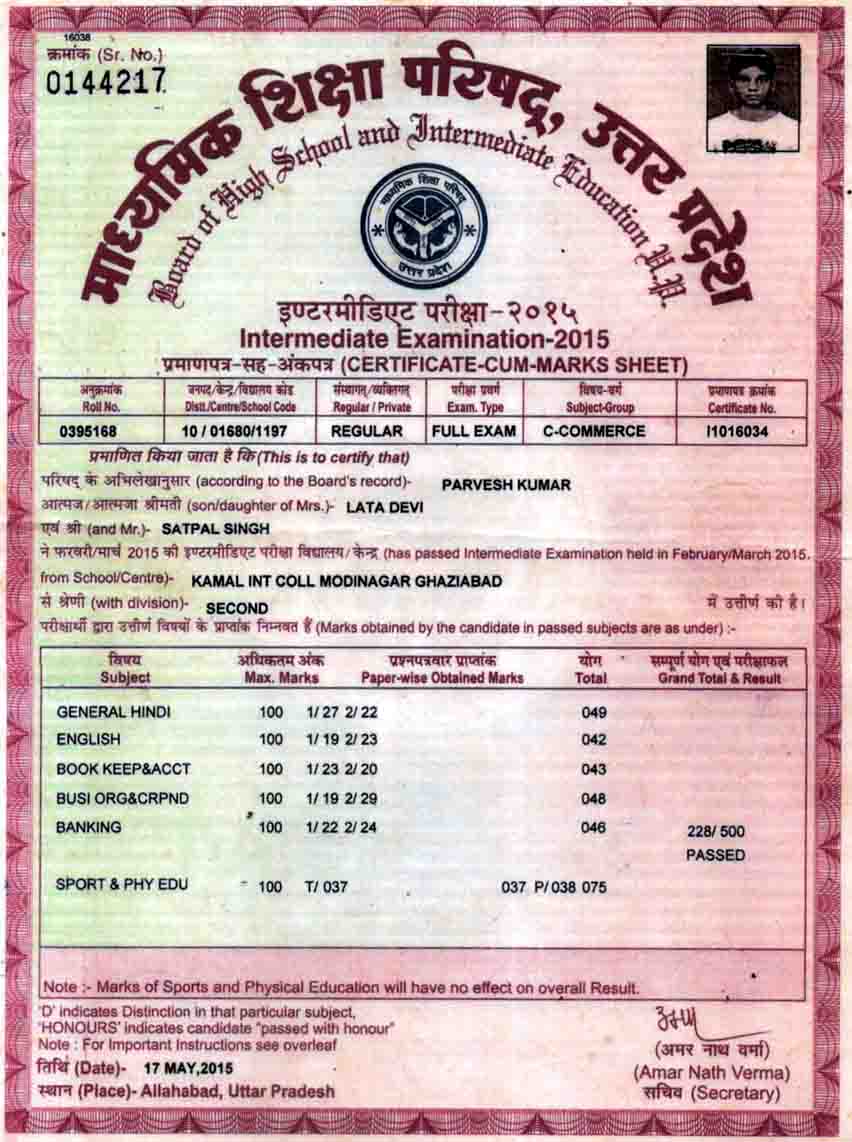 16038
क्रमांक (Sr. No.)
0144217
माध्यमिक शिक्षा परिषद्, उत्तर प्रदेश
Board of High School and Intermediate Education U.P.
माध्यमिक शिक्षा परिषद्
उत्तर प्रदेश
इण्टरमीडिएट परीक्षा-२०१५
Intermediate Examination-2015
प्रमाणपत्र-सह-अंकपत्र (CERTIFICATE-CUM-MARKS SHEET)
अनुक्रमांक जनपद/केन्द्र/विद्यालय कोड संस्थागत/व्यक्तिगत परीक्षा प्रवर्ग विषय-वर्ग प्रमाणपत्र क्रमांक
Roll No. Distt./Centre/School Code Regular / Private Exam. Type Subject-Group Certificate No.
0395168 10 / 01680/1197 REGULAR FULL EXAM C-COMMERCE I1016034
प्रमाणित किया जाता है कि (This is to certify that)
परिषद् के अभिलेखानुसार (according to the Board's record)- PARVESH KUMAR
आत्मज/आत्मजा श्रीमती (son/daughter of Mrs.)- LATA DEVI
एवं श्री (and Mr.)- SATPAL SINGH
ने फरवरी/मार्च 2015 की इण्टरमीडिएट परीक्षा विद्यालय/केन्द्र (has passed Intermediate Examination held in February/March 2015.
from School/Centre)- KAMAL INT COLL MODINAGAR GHAZIABAD
से श्रेणी (with division)- SECOND में उत्तीर्ण की है।
परीक्षार्थी द्वारा उत्तीर्ण विषयों के प्राप्तांक निम्नवत हैं (Marks obtained by the candidate in passed subjects are as under) :-
विषय अधिकतम अंक प्रश्नपत्रवार प्राप्तांक योग सम्पूर्ण योग एवं परीक्षाफल
Subject Max. Marks Paper-wise Obtained Marks Total Grand Total & Result
GENERAL HINDI 100 1/ 27 2/ 22 049
ENGLISH 100 1/ 19 2/ 23 042
BOOK KEEP&ACCT 100 1/ 23 2/ 20 043
BUSI ORG&CRPND 100 1/ 19 2/ 29 048
BANKING 100 1/ 22 2/ 24 046 228/ 500
PASSED
SPORT & PHY EDU 100 T/ 037 037 P/ 038 075
Note :- Marks of Sports and Physical Education will have no effect on overall Result.
'D' indicates Distinction in that particular subject,
'HONOURS' indicates candidate "passed with honour"
Note : For Important Instructions see overleaf
तिथि (Date)- 17 MAY,2015
स्थान (Place)- Allahabad, Uttar Pradesh
(अमर नाथ वर्मा)
(Amar Nath Verma)
सचिव (Secretary)